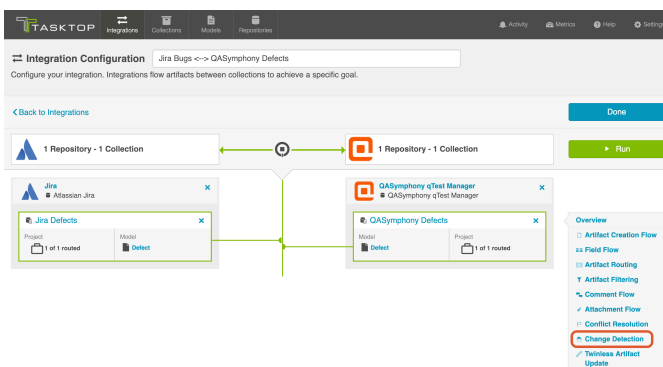 TASKTOP
Integrations
Collections
Models
Repositories
Activity
Metrics
Help
Settings
Integration Configuration
Jira Bugs <--> QASymphony Defects
Configure your integration. Integrations flow artifacts between collections to achieve a specific goal.
Back to Integrations
Done
1 Repository - 1 Collection
1 Repository - 1 Collection
Run
Jira
Atlassian Jira
QASymphony qTest Manager
QASymphony qTest Manager
Jira Defects
Project
1 of 1 routed
Model
Defect
QASymphony Defects
Model
Defect
Project
1 of 1 routed
Overview
Artifact Creation Flow
Field Flow
Artifact Routing
Artifact Filtering
Comment Flow
Attachment Flow
Conflict Resolution
Change Detection
Twinless Artifact
Update